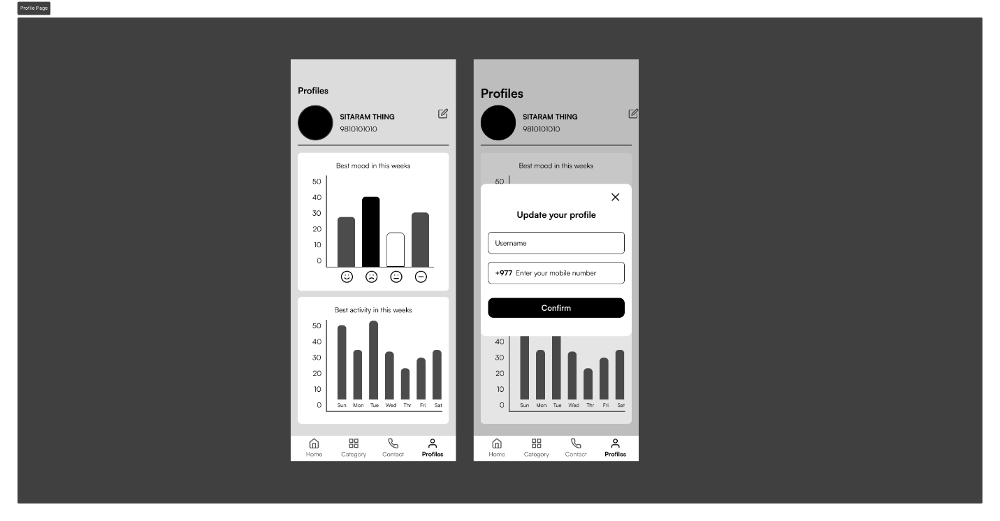 Profile Page
Profiles
SITARAM THING
9810101010
Best mood in this weeks
50
40
30
20
10
0
Best activity in this weeks
50
40
30
20
10
0
Sun Mon Tue Wed Thr Fri Sat
Home Category Contact Profiles
Profiles
SITARAM THING
9810101010
Best mood in this weeks
50
Update your profile
Username
+977 Enter your mobile number
Confirm
40
30
20
10
0
Sun Mon Tue Wed Thr Fri Sat
Home Category Contact Profiles